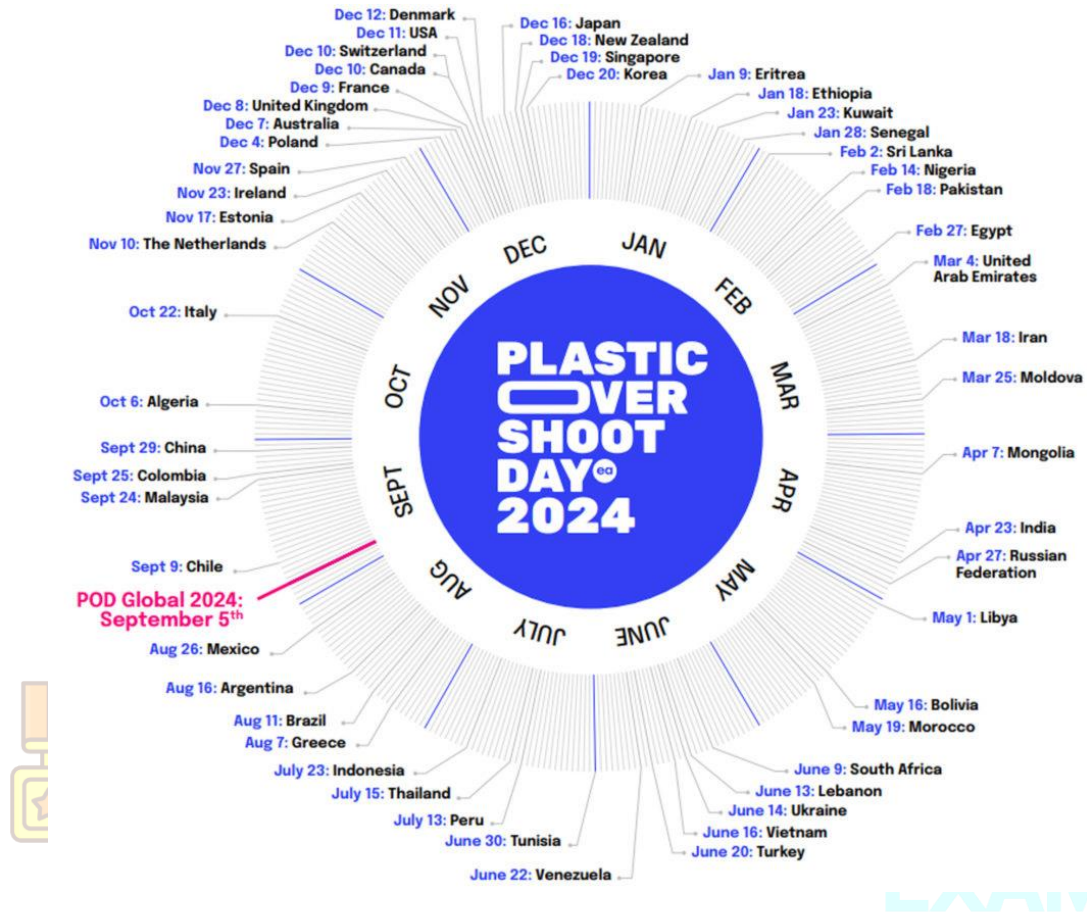 Dec 12: Denmark
Dec 11: USA
Dec 10: Switzerland
Dec 10: Canada
Dec 9: France
Dec 8: United Kingdom
Dec 7: Australia
Dec 4: Poland
Nov 27: Spain
Nov 23: Ireland
Nov 17: Estonia
Nov 10: The Netherlands
Oct 22: Italy
Oct 6: Algeria
Sept 29: China
Sept 25: Colombia
Sept 24: Malaysia
Sept 9: Chile
POD Global 2024:
September 5th
Aug 26: Mexico
Aug 16: Argentina
Aug 11: Brazil
Aug 7: Greece
July 23: Indonesia
July 15: Thailand
July 13: Peru
June 30: Tunisia
June 22: Venezuela
Dec 16: Japan
Dec 18: New Zealand
Dec 19: Singapore
Dec 20: Korea
Jan 9: Eritrea
Jan 18: Ethiopia
Jan 23: Kuwait
Jan 28: Senegal
Feb 2: Sri Lanka
Feb 14: Nigeria
Feb 18: Pakistan
Feb 27: Egypt
Mar 4: United
Arab Emirates
Mar 18: Iran
Mar 25: Moldova
Apr 7: Mongolia
Apr 23: India
Apr 27: Russian
Federation
May 1: Libya
May 16: Bolivia
May 19: Morocco
June 9: South Africa
June 13: Lebanon
June 14: Ukraine
June 16: Vietnam
June 20: Turkey
JAN
FEB
MAR
APR
MAY
JUNE
JULY
AUG
SEPT
OCT
NOV
DEC
PLASTIC
OVER
SHOOT
DAY ea
2024